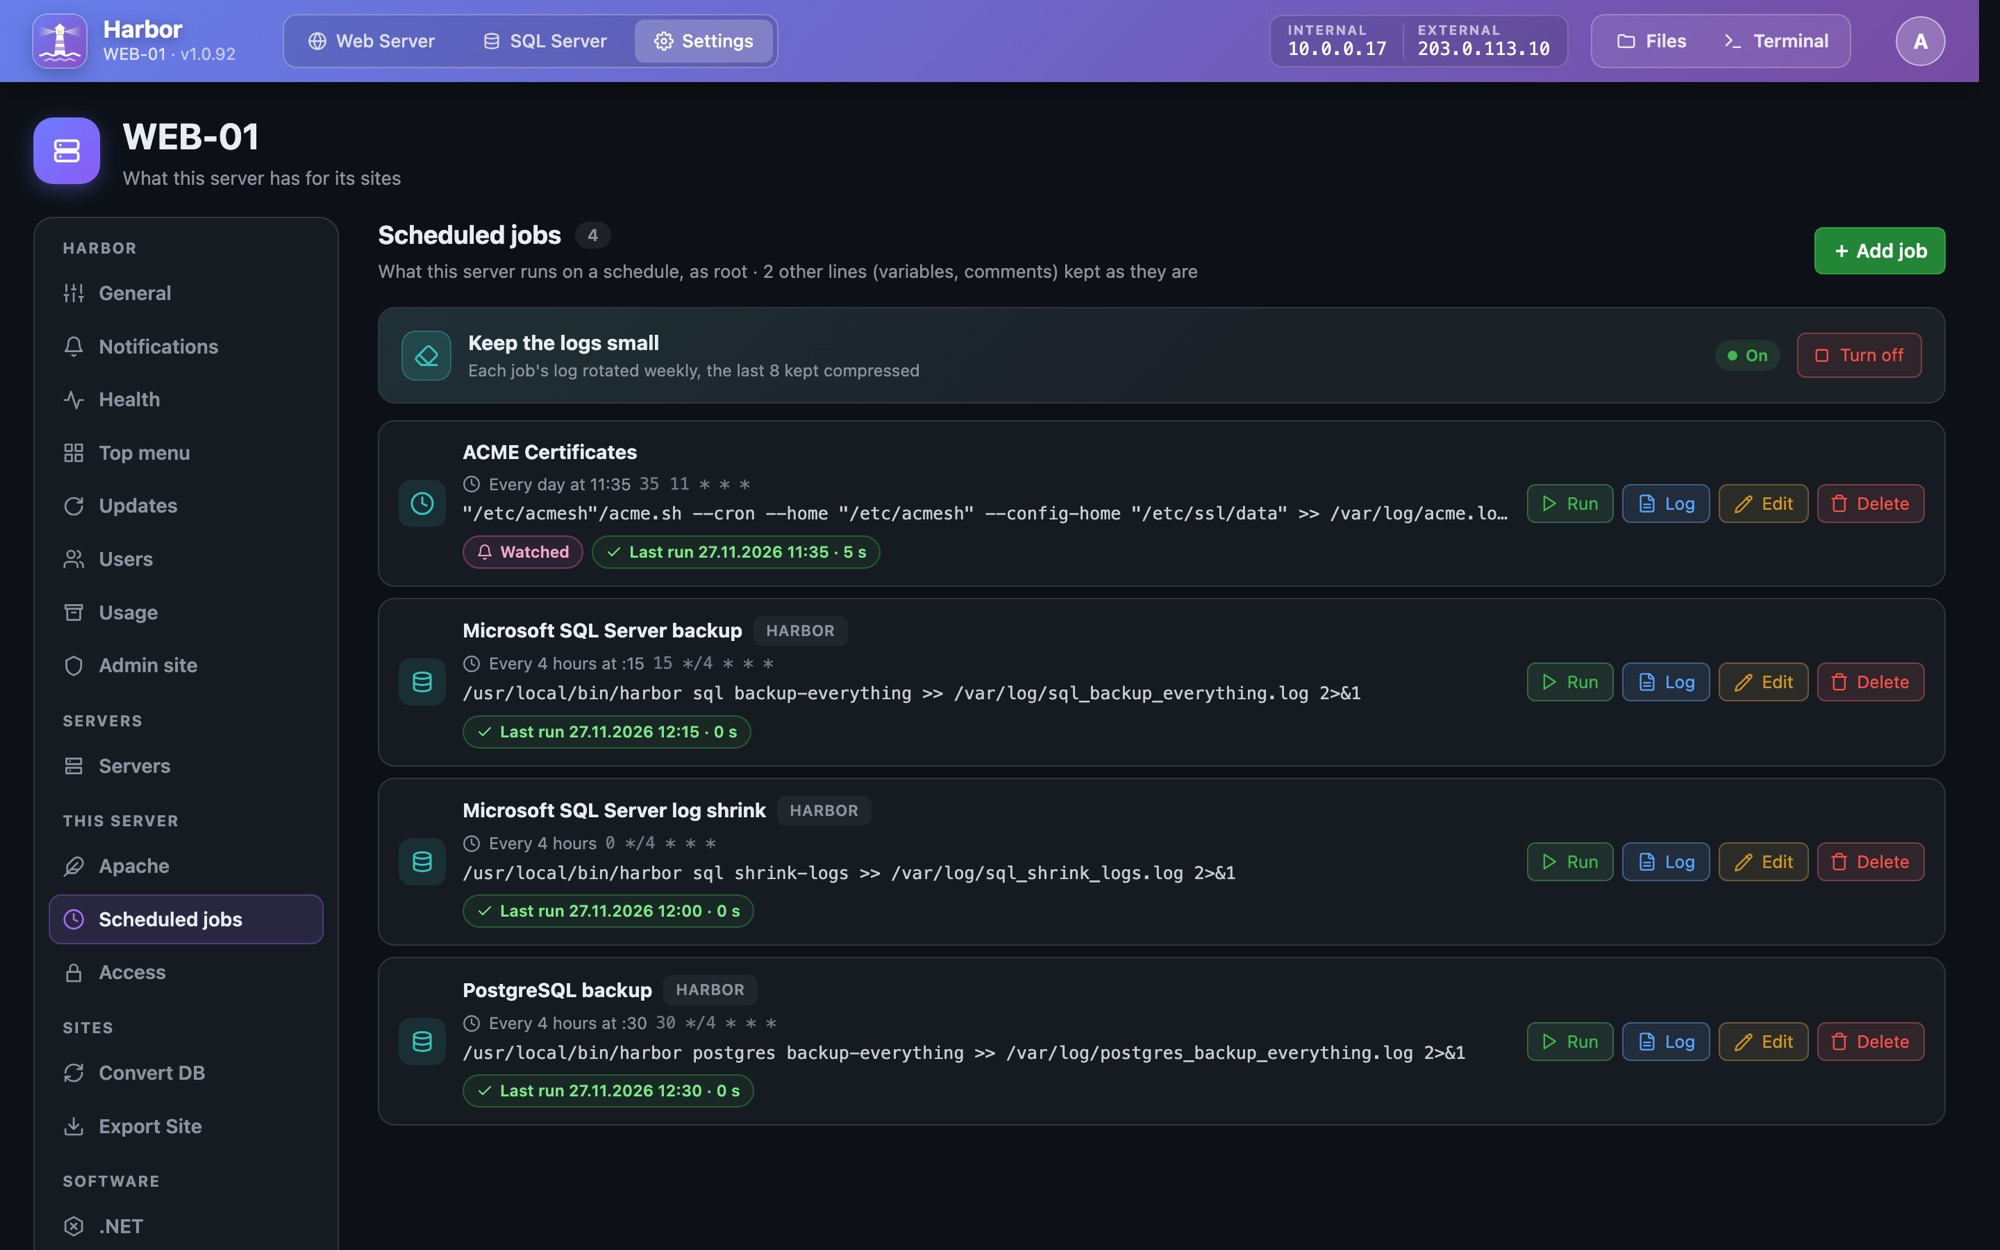 Harbor
WEB-01 · v1.0.92
Web Server
SQL Server
Settings
INTERNAL
10.0.0.17
EXTERNAL
203.0.113.10
Files
Terminal
A
WEB-01
What this server has for its sites
HARBOR
General
Notifications
Health
Top menu
Updates
Users
Usage
Admin site
SERVERS
Servers
THIS SERVER
Apache
Scheduled jobs
Access
SITES
Convert DB
Export Site
SOFTWARE
.NET
Scheduled jobs 4
What this server runs on a schedule, as root · 2 other lines (variables, comments) kept as they are
+ Add job
Keep the logs small
Each job's log rotated weekly, the last 8 kept compressed
On
Turn off
ACME Certificates
Every day at 11:35 35 11 * * *
"/etc/acmesh"/acme.sh --cron --home "/etc/acmesh" --config-home "/etc/ssl/data" >> /var/log/acme.lo…
Watched
Last run 27.11.2026 11:35 · 5 s
Run Log Edit Delete
Microsoft SQL Server backup HARBOR
Every 4 hours at :15 15 */4 * * *
/usr/local/bin/harbor sql backup-everything >> /var/log/sql_backup_everything.log 2>&1
Last run 27.11.2026 12:15 · 0 s
Run Log Edit Delete
Microsoft SQL Server log shrink HARBOR
Every 4 hours 0 */4 * * *
/usr/local/bin/harbor sql shrink-logs >> /var/log/sql_shrink_logs.log 2>&1
Last run 27.11.2026 12:00 · 0 s
Run Log Edit Delete
PostgreSQL backup HARBOR
Every 4 hours at :30 30 */4 * * *
/usr/local/bin/harbor postgres backup-everything >> /var/log/postgres_backup_everything.log 2>&1
Last run 27.11.2026 12:30 · 0 s
Run Log Edit Delete